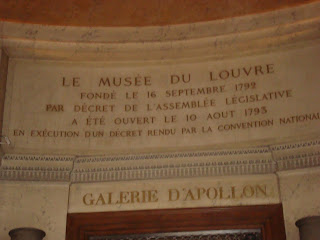 LE MUSÉE DU LOUVRE
FONDÉ LE 16 SEPTEMBRE 1792
PAR DÉCRET DE L'ASSEMBLÉE LÉGISLATIVE
A ÉTÉ OUVERT LE 10 AOUT 1793
EN EXÉCUTION D'UN DÉCRET RENDU PAR LA CONVENTION NATIONAL
GALERIE D'APOLLON